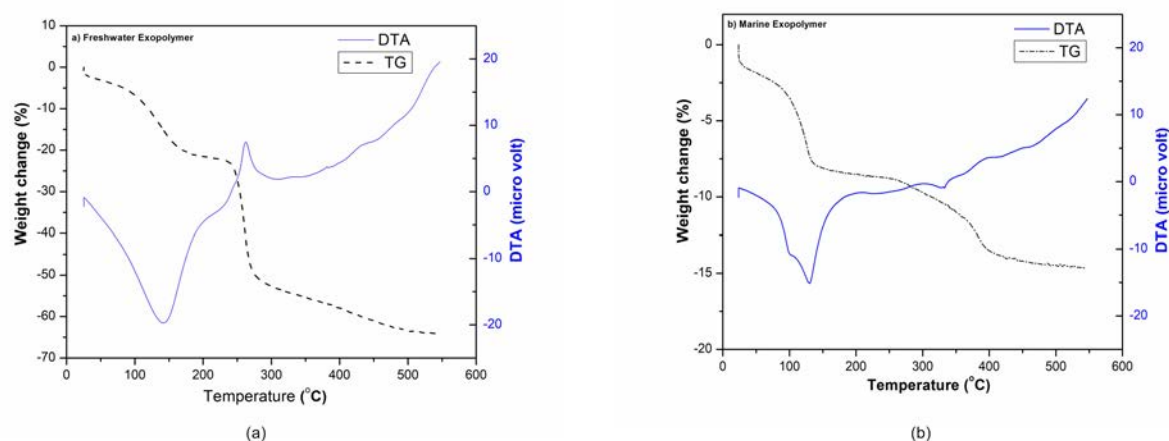 a) Freshwater Exopolymer
DTA
TG
10
0
-10
-20
-30
-40
-50
-60
-70
Weight change (%)
20
10
0
-10
-20
DTA (micro volt)
0 100 200 300 400 500 600
Temperature (°C)
(a)
b) Marine Exopolymer
DTA
TG
0
-5
-10
-15
-20
Weight change (%)
20
10
0
-10
-20
DTA (micro volt)
0 100 200 300 400 500 600
Temperature (°C)
(b)